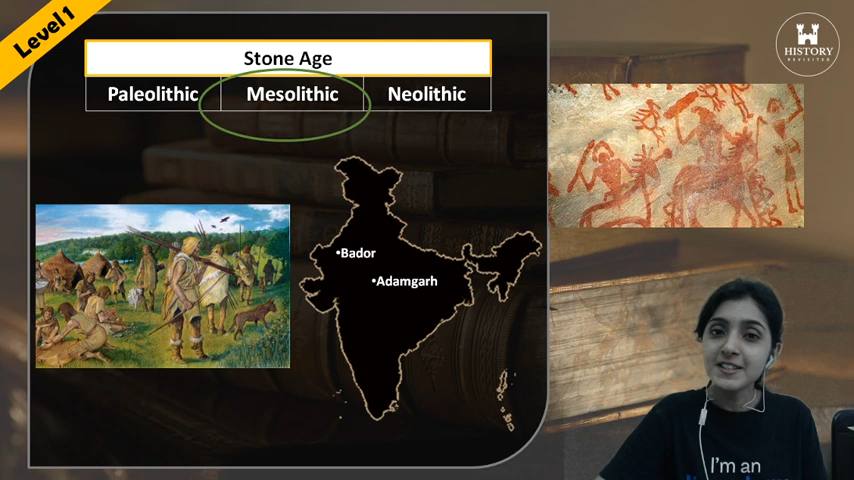 Level 1
Stone Age
Paleolithic
Mesolithic
Neolithic
HISTORY
REVISITED
•Bador
•Adamgarh
I'm an